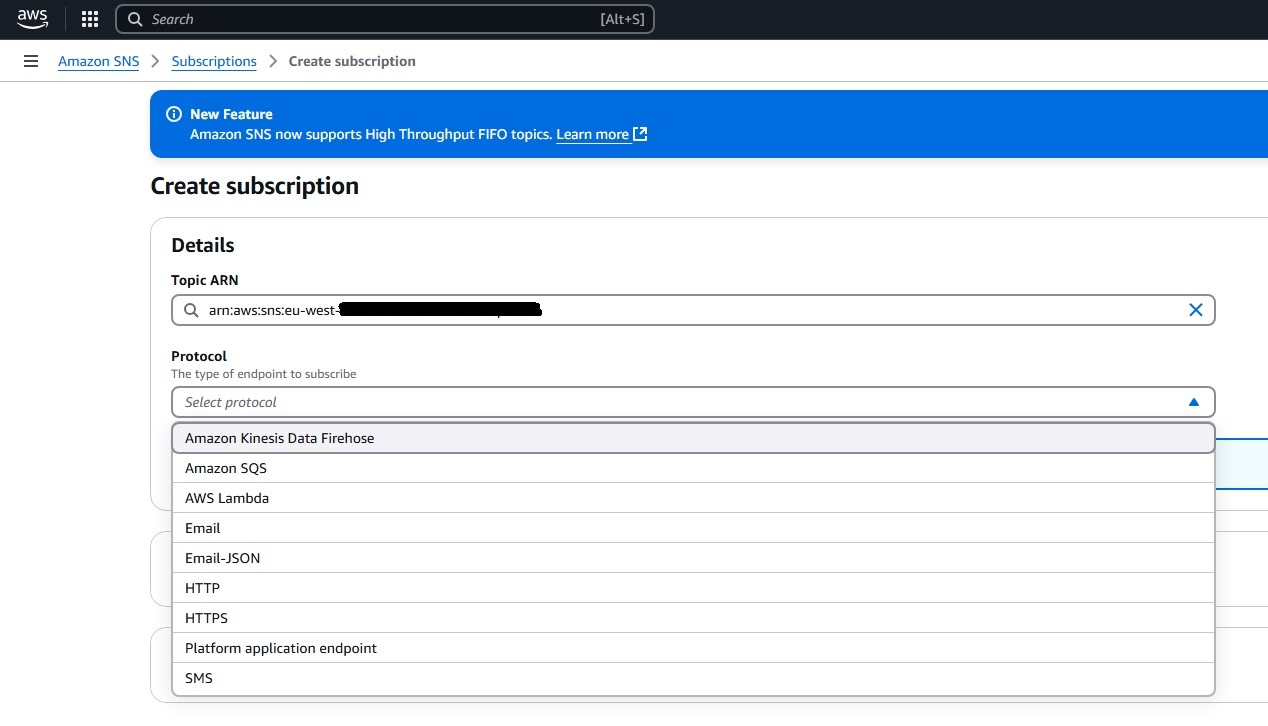 aws
Search [Alt+S]
Amazon SNS > Subscriptions > Create subscription
New Feature
Amazon SNS now supports High Throughput FIFO topics. Learn more
Create subscription
Details
Topic ARN
arn:aws:sns:eu-west-
Protocol
The type of endpoint to subscribe
Select protocol
Amazon Kinesis Data Firehose
Amazon SQS
AWS Lambda
Email
Email-JSON
HTTP
HTTPS
Platform application endpoint
SMS